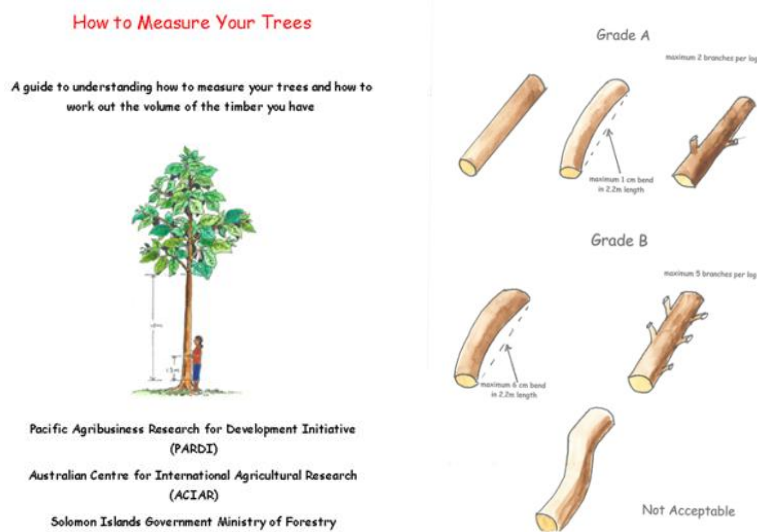 How to Measure Your Trees
A guide to understanding how to measure your trees and how to
work out the volume of the timber you have
Pacific Agribusiness Research for Development Initiative
(PARDI)
Australian Centre for International Agricultural Research
(ACIAR)
Solomon Islands Government Ministry of Forestry
Grade A
maximum 2 branches per log
maximum 1 cm bend
in 2.2m length
Grade B
maximum 5 branches per log
maximum 6 cm bend
in 2.2m length
Not Acceptable